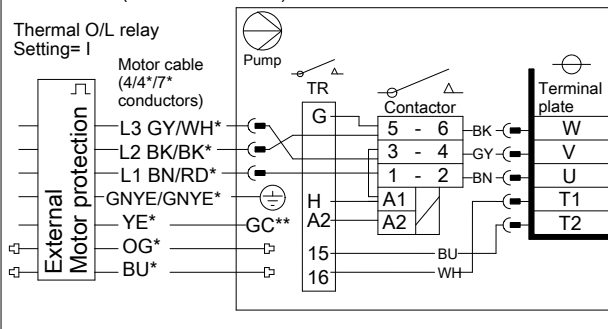 Thermal O/L relay
Setting= I
Motor cable
(4/4*/7*
conductors)
External
Motor protection
L3 GY/WH*
L2 BK/BK*
L1 BN/RD*
GNYE/GNYE*
YE*
GC**
OG*
BU*
Pump
TR
G
H
A2
15
16
Contactor
5 - 6
3 - 4
1 - 2
A1
A2
BK
GY
BN
BU
WH
Terminal
plate
W
V
U
T1
T2